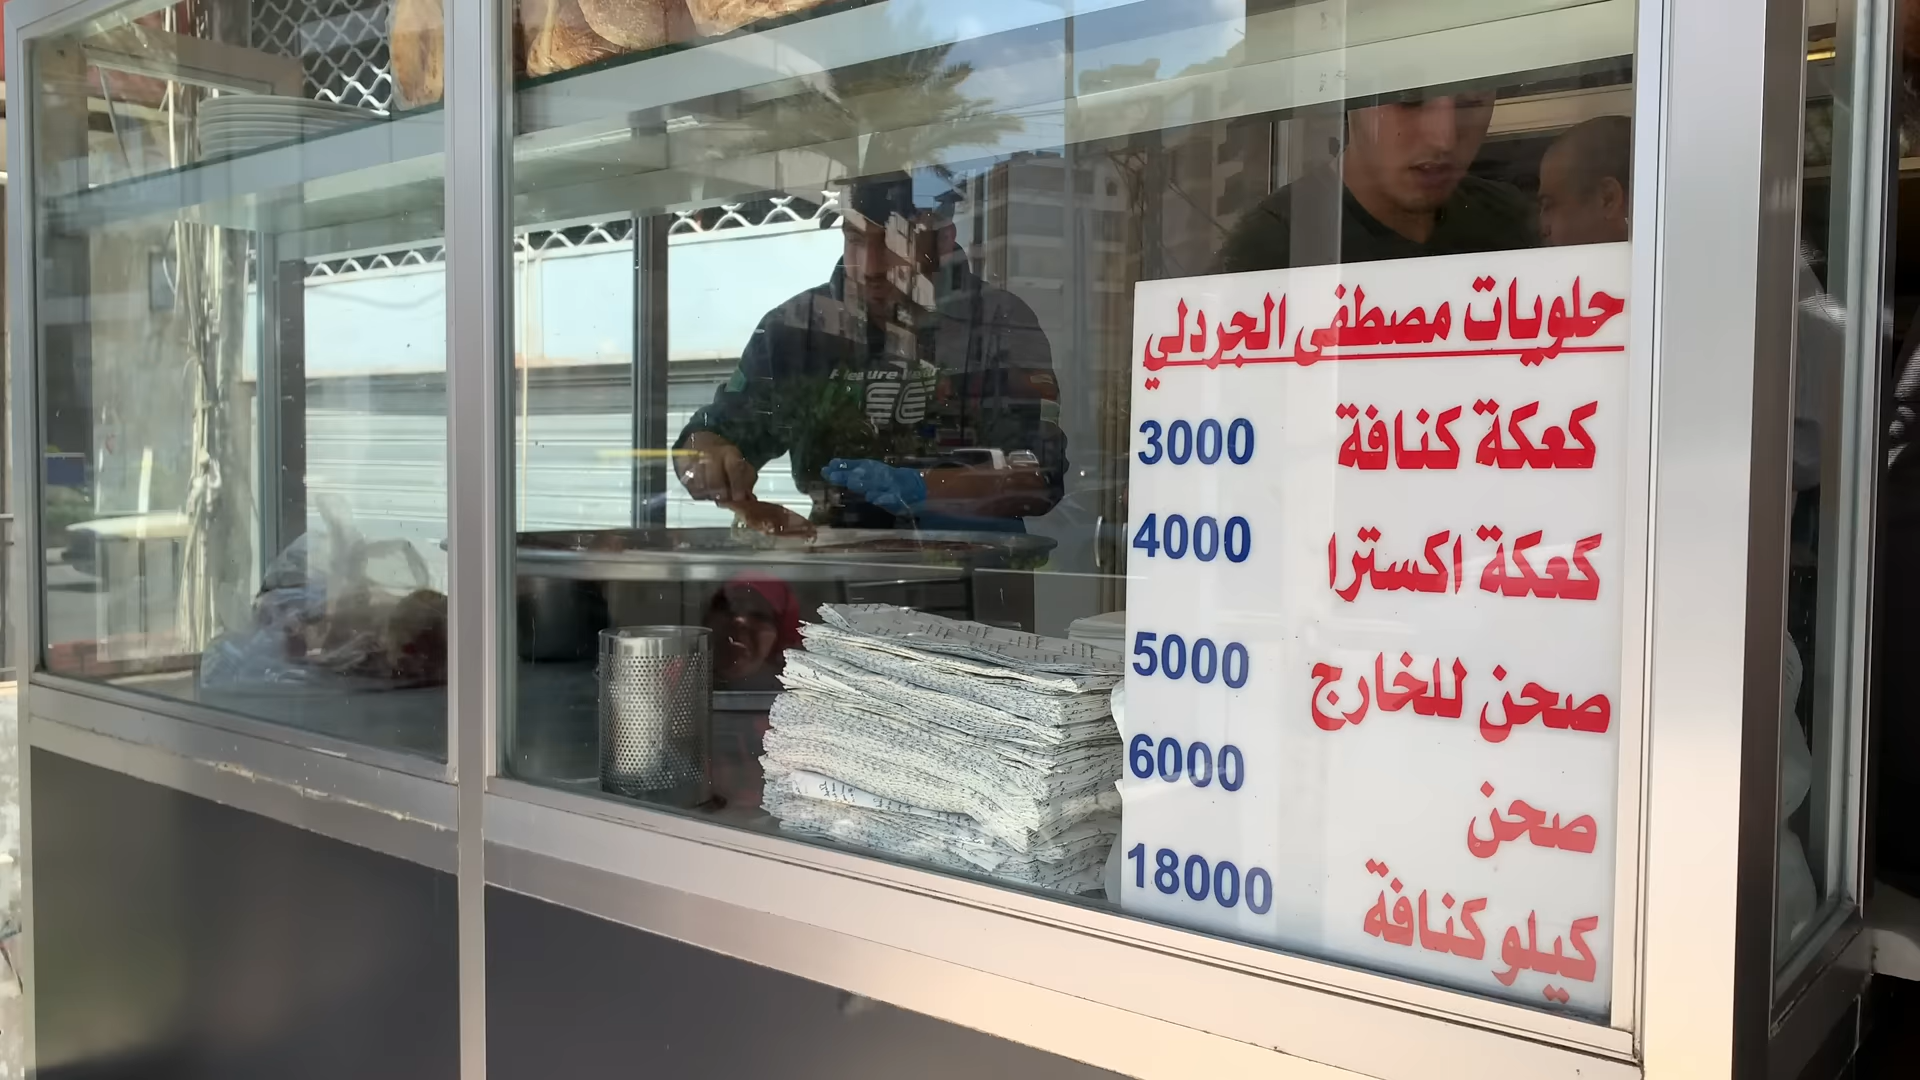 حلويات مصطفى الجردلي
كعكة كنافة 3000
كعكة اكسترا 4000
صحن للخارج 5000
صحن 6000
كيلو كنافة 18000